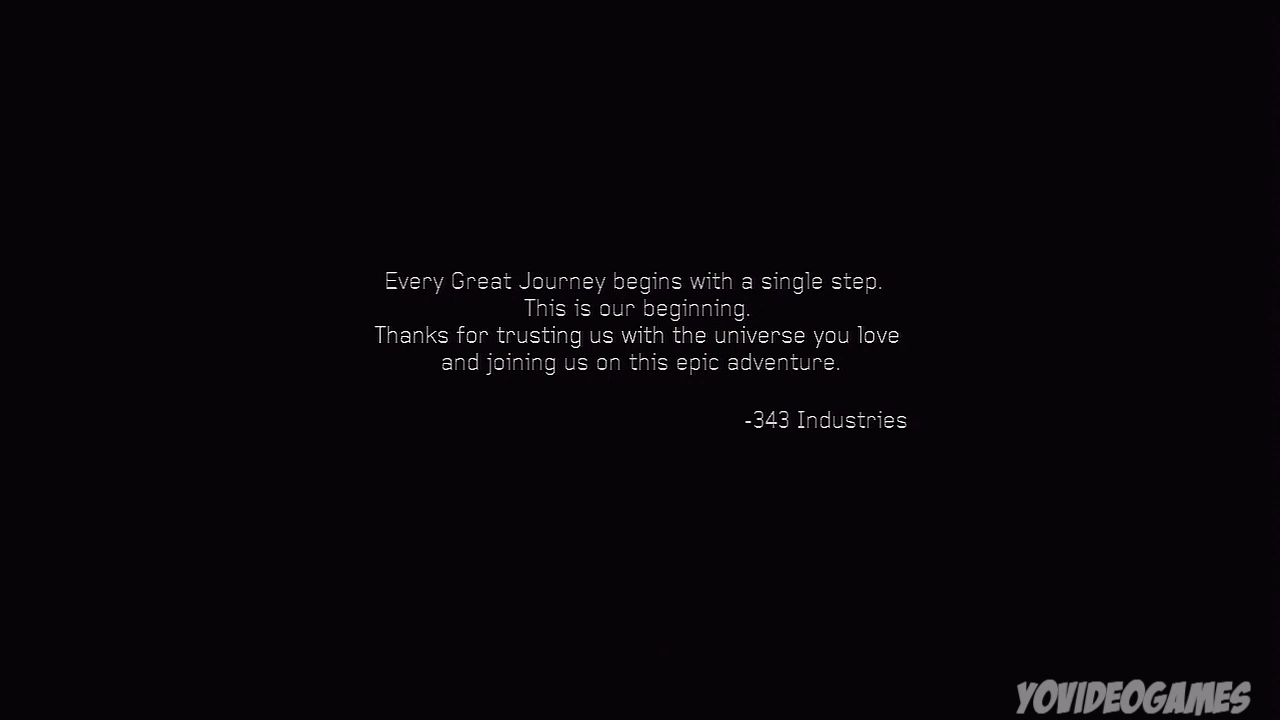 Every Great Journey begins with a single step.
This is our beginning.
Thanks for trusting us with the universe you love
and joining us on this epic adventure.
-343 Industries
YOVIDEOGAMES